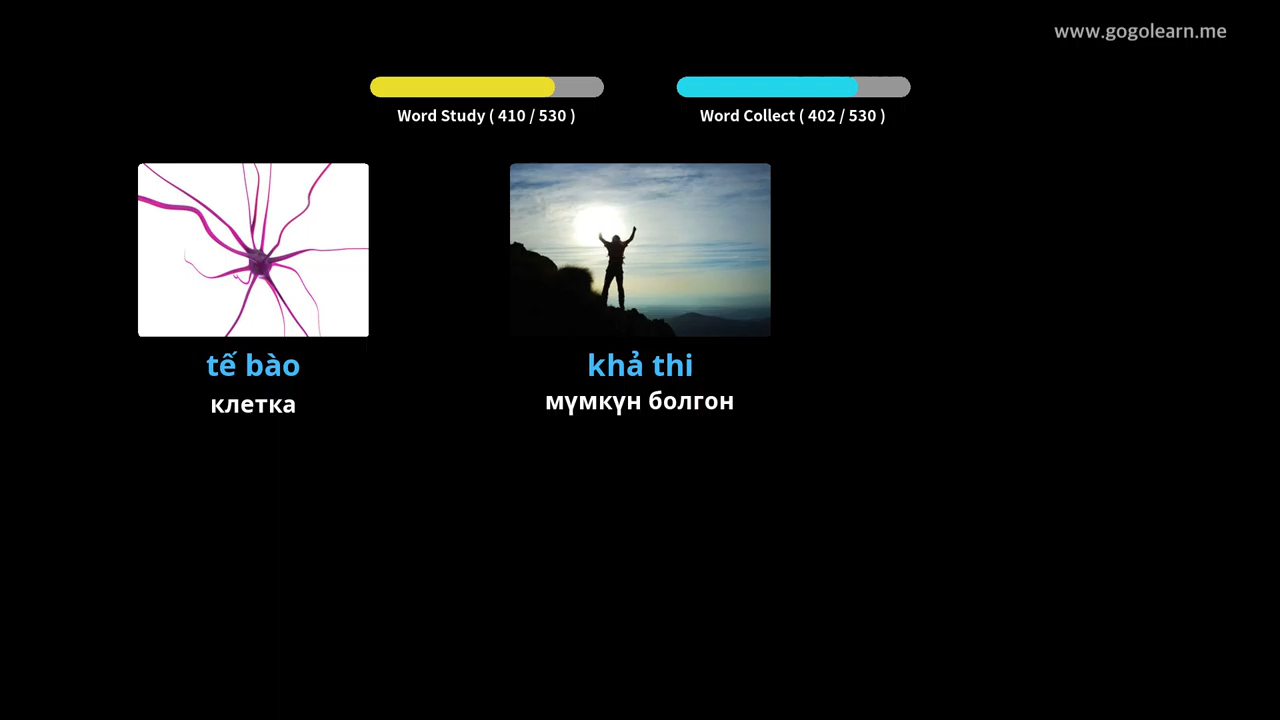 www.gogolearn.me
Word Study ( 410 / 530 )
Word Collect ( 402 / 530 )
tế bào
клетка
khả thi
мүмкүн болгон